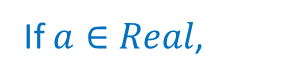 If a ∈ Real,